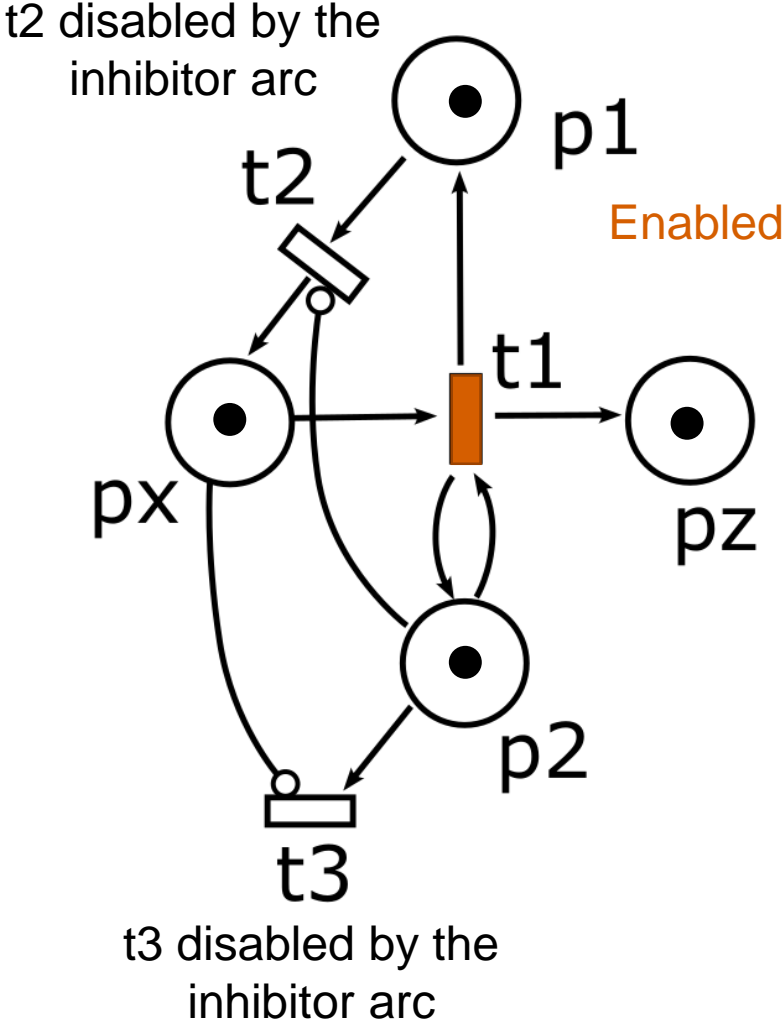 t2 disabled by the
inhibitor arc
p1
t2
Enabled
t1
px
pz
p2
t3
t3 disabled by the
inhibitor arc